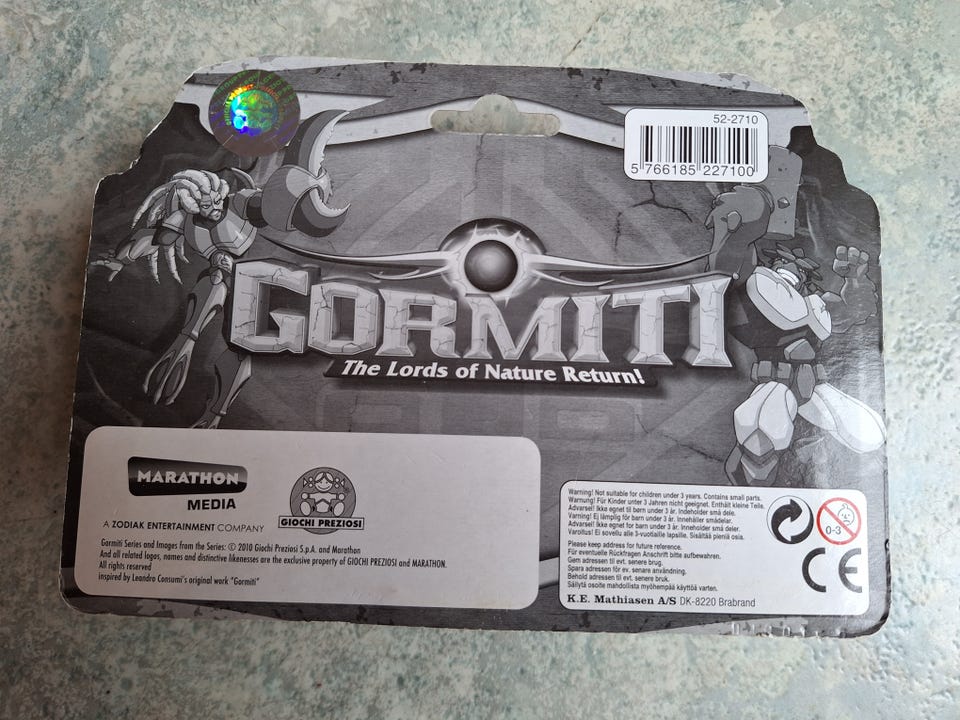 52-2710
5 766185 227100
GORMITI
The Lords of Nature Return!
MARATHON
MEDIA
A ZODIAK ENTERTAINMENT COMPANY
GIOCHI PREZIOSI
Gormiti Series and Images from the Series: © 2010 Giochi Preziosi S.p.A. and Marathon
And all related logos, names and distinctive likenesses are the exclusive property of GIOCHI PREZIOSI and MARATHON.
All rights reserved
inspired by Leandro Consumi's original work "Gormiti"
Warning! Not suitable for children under 3 years. Contains small parts.
Warnung! Für Kinder unter 3 Jahren nicht geeignet. Enthält kleine Teile.
Advarsel! Ikke egnet til børn under 3 år. Indeholder små dele.
Varning! Ej lämplig för barn under 3 år. Innehåller smådelar.
Advarsel! Ikke egnet for barn under 3 år. Inneholder små deler.
Varoitus! Ei sovellu alle 3-vuotiaille lapsille. Sisältää pieniä osia.
Please keep address for future reference.
Für eventuelle Rückfragen Anschrift bitte aufbewahren.
Gem adressen til evt. senere brug.
Spara adressen för ev. senare användning.
Behold adressen til evt. senere bruk.
Säilytä osoite mahdollista myöhempää käyttöä varten.
K.E. Mathiasen A/S DK-8220 Brabrand
0-3
CE